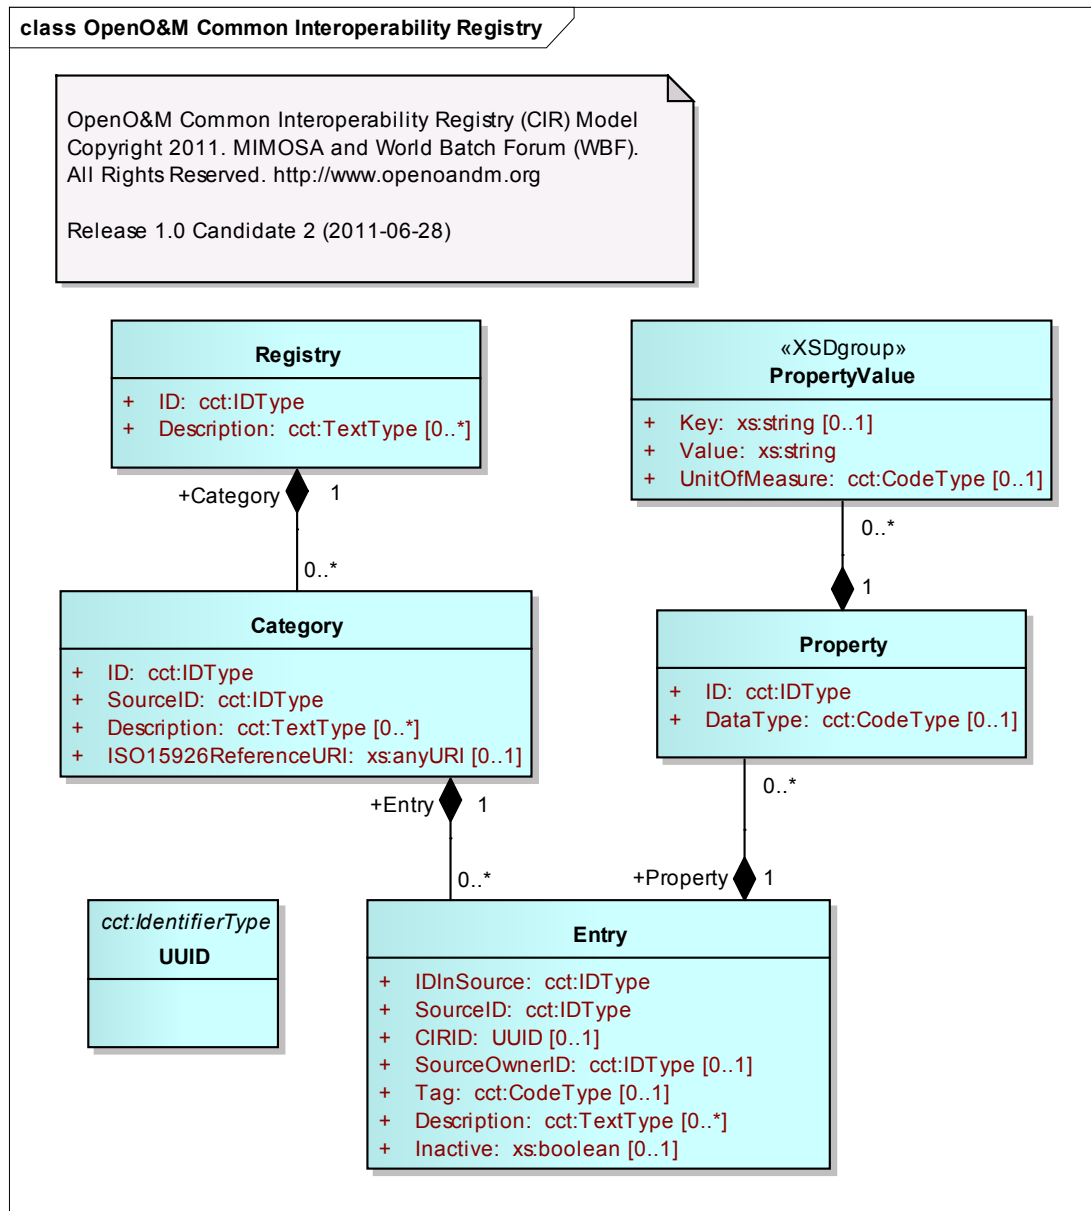 class OpenO&M Common Interoperability Registry
OpenO&M Common Interoperability Registry (CIR) Model
Copyright 2011. MIMOSA and World Batch Forum (WBF).
All Rights Reserved. http://www.openoandm.org
Release 1.0 Candidate 2 (2011-06-28)
Registry
+ ID: cct:IDType
+ Description: cct:TextType [0..*]
+Category 1
0..*
«XSDgroup»
PropertyValue
+ Key: xs:string [0..1]
+ Value: xs:string
+ UnitOfMeasure: cct:CodeType [0..1]
0..*
1
Category
+ ID: cct:IDType
+ SourceID: cct:IDType
+ Description: cct:TextType [0..*]
+ ISO15926ReferenceURI: xs:anyURI [0..1]
+Entry 1
0..*
Property
+ ID: cct:IDType
+ DataType: cct:CodeType [0..1]
0..*
+Property 1
cct:IdentifierType
UUID
Entry
+ IDInSource: cct:IDType
+ SourceID: cct:IDType
+ CIRID: UUID [0..1]
+ SourceOwnerID: cct:IDType [0..1]
+ Tag: cct:CodeType [0..1]
+ Description: cct:TextType [0..*]
+ Inactive: xs:boolean [0..1]